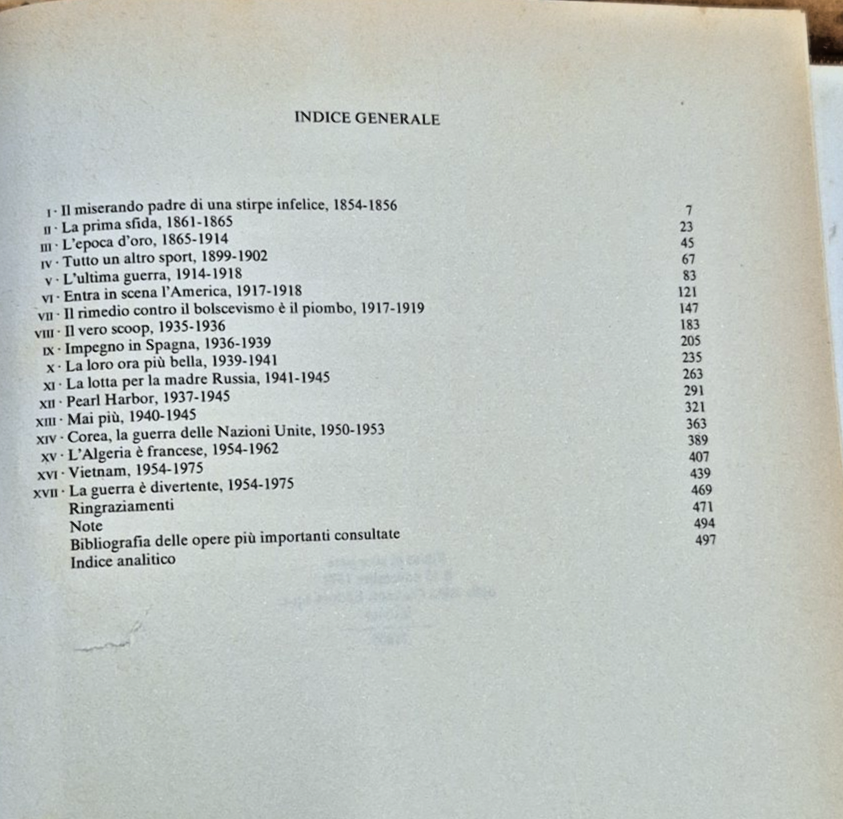 INDICE GENERALE
I · Il miserando padre di una stirpe infelice, 1854-1856 7
II · La prima sfida, 1861-1865 23
III · L'epoca d'oro, 1865-1914 45
IV · Tutto un altro sport, 1899-1902 67
V · L'ultima guerra, 1914-1918 83
VI · Entra in scena l'America, 1917-1918 121
VII · Il rimedio contro il bolscevismo è il piombo, 1917-1919 147
VIII · Il vero scoop, 1935-1936 183
IX · Impegno in Spagna, 1936-1939 205
X · La loro ora più bella, 1939-1941 235
XI · La lotta per la madre Russia, 1941-1945 263
XII · Pearl Harbor, 1937-1945 291
XIII · Mai più, 1940-1945 321
XIV · Corea, la guerra delle Nazioni Unite, 1950-1953 363
XV · L'Algeria è francese, 1954-1962 389
XVI · Vietnam, 1954-1975 407
XVII · La guerra è divertente, 1954-1975 439
Ringraziamenti 469
Note 471
Bibliografia delle opere più importanti consultate 494
Indice analitico 497